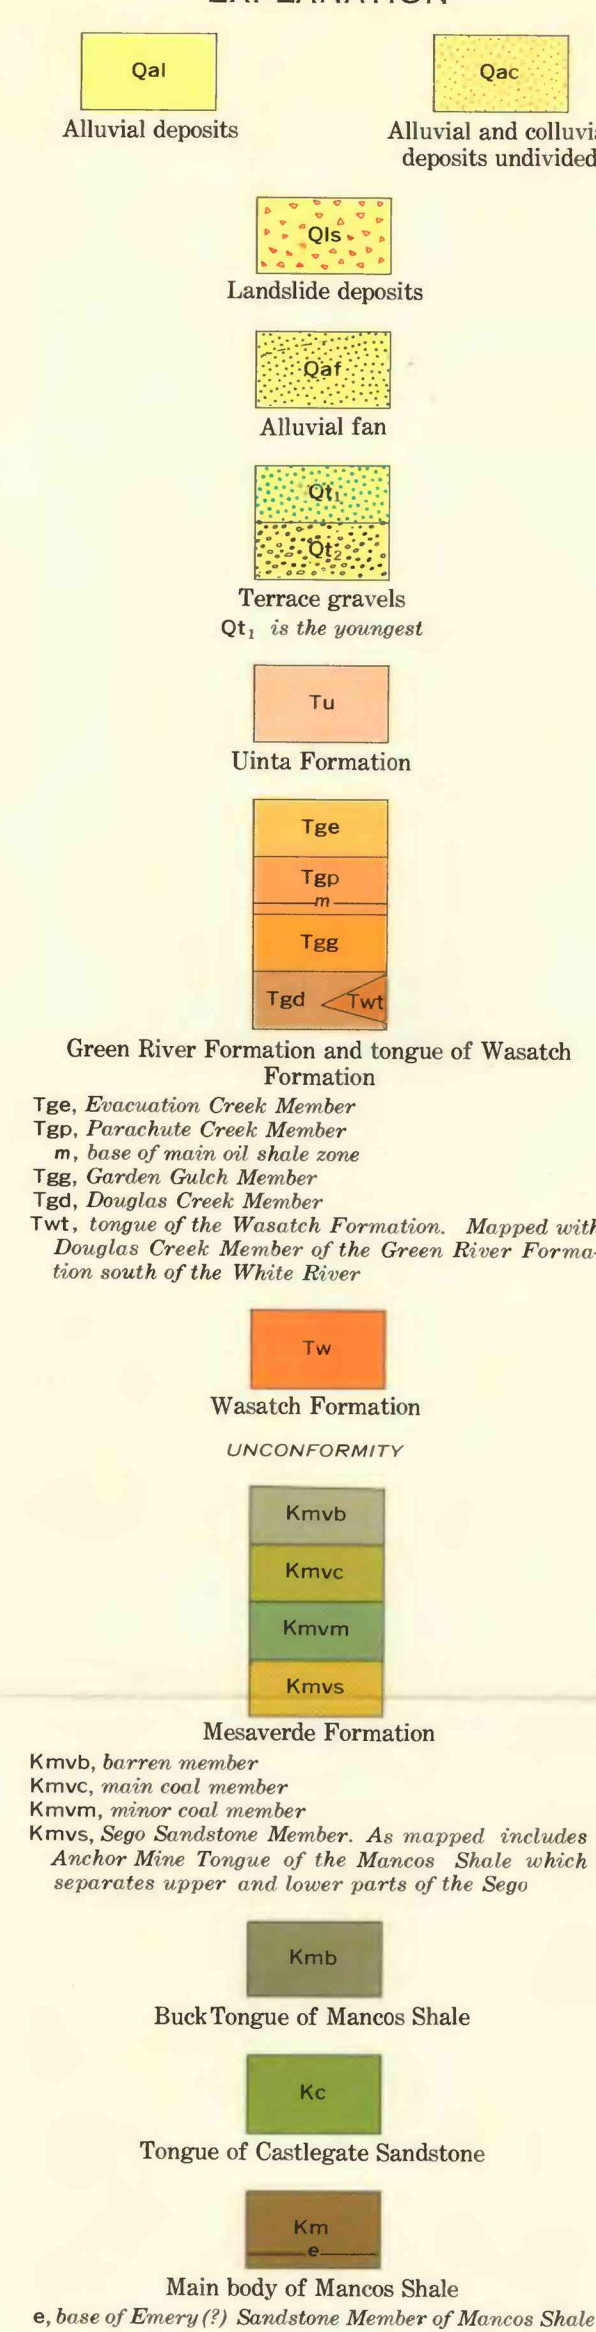 EXPLANATION
Qal
Qac
Alluvial deposits
Alluvial and colluvia
deposits undivided
Qls
Landslide deposits
Qaf
Alluvial fan
Qt₁
Qt₂
Terrace gravels
Qt₁ is the youngest
Tu
Uinta Formation
Tge
Tgp
m
Tgg
Tgd
Twt
Green River Formation and tongue of Wasatch
Formation
Tge, Evacuation Creek Member
Tgp, Parachute Creek Member
m, base of main oil shale zone
Tgg, Garden Gulch Member
Tgd, Douglas Creek Member
Twt, tongue of the Wasatch Formation. Mapped with
Douglas Creek Member of the Green River Forma-
tion south of the White River
Tw
Wasatch Formation
UNCONFORMITY
Kmvb
Kmvc
Kmvm
Kmvs
Mesaverde Formation
Kmvb, barren member
Kmvc, main coal member
Kmvm, minor coal member
Kmvs, Sego Sandstone Member. As mapped includes
Anchor Mine Tongue of the Mancos Shale which
separates upper and lower parts of the Sego
Kmb
Buck Tongue of Mancos Shale
Kc
Tongue of Castlegate Sandstone
Km
e
Main body of Mancos Shale
e, base of Emery (?) Sandstone Member of Mancos Shale